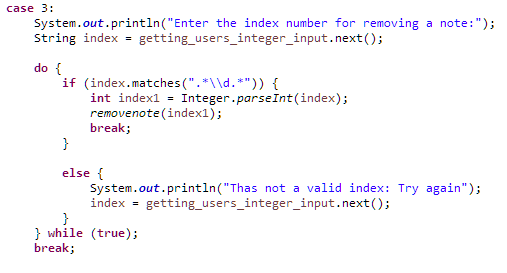 case 3:
    System.out.println("Enter the index number for removing a note:");
    String index = getting_users_integer_input.next();

    do {
        if (index.matches(".*\\d.*")) {
            int index1 = Integer.parseInt(index);
            removenote(index1);
            break;
        }

        else {
            System.out.println("Thas not a valid index: Try again");
            index = getting_users_integer_input.next();
        }
    } while (true);
    break;